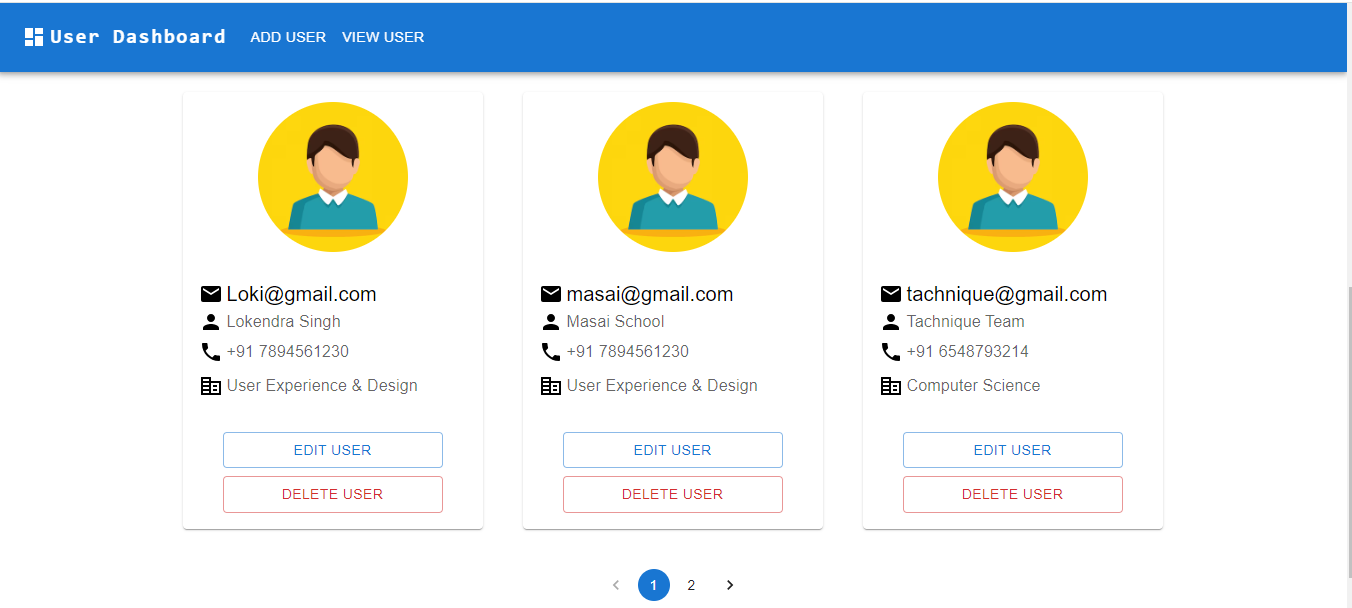 User Dashboard ADD USER VIEW USER
Loki@gmail.com
Lokendra Singh
+91 7894561230
User Experience & Design
EDIT USER
DELETE USER
masai@gmail.com
Masai School
+91 7894561230
User Experience & Design
EDIT USER
DELETE USER
tachnique@gmail.com
Tachnique Team
+91 6548793214
Computer Science
EDIT USER
DELETE USER
1 2